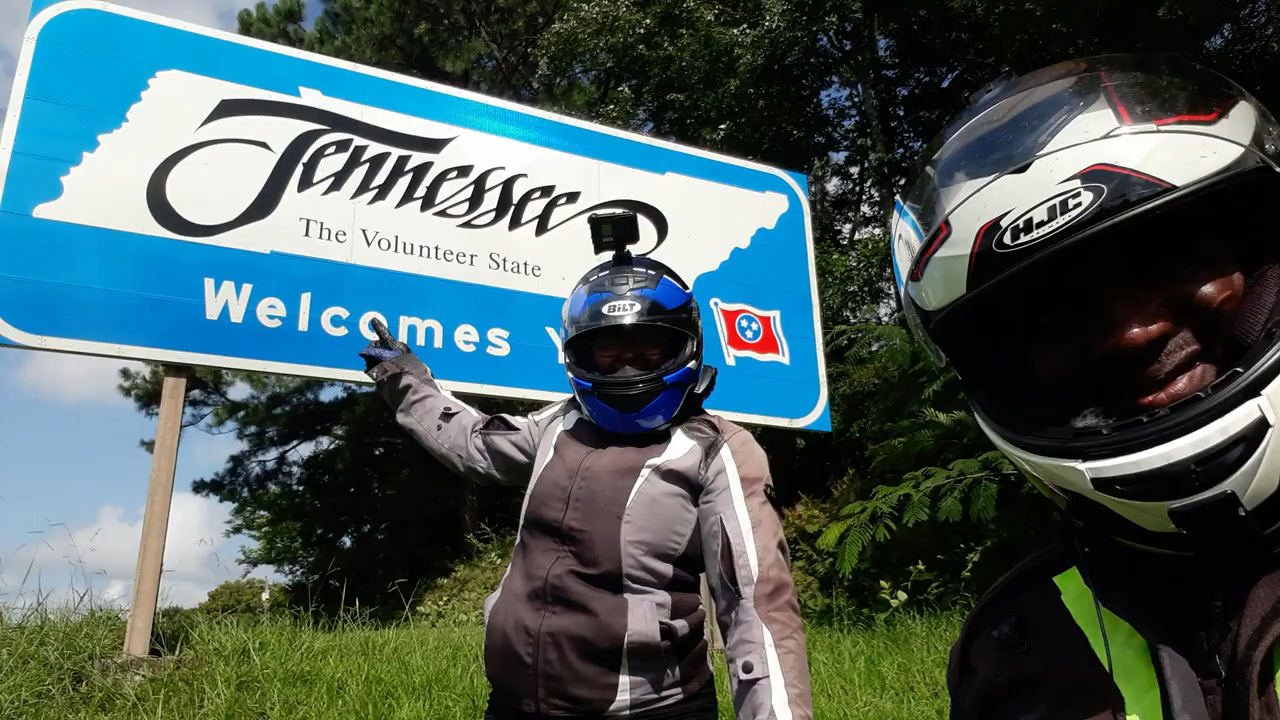 Tennessee
The Volunteer State
Welcomes Y
BiLT
HJC